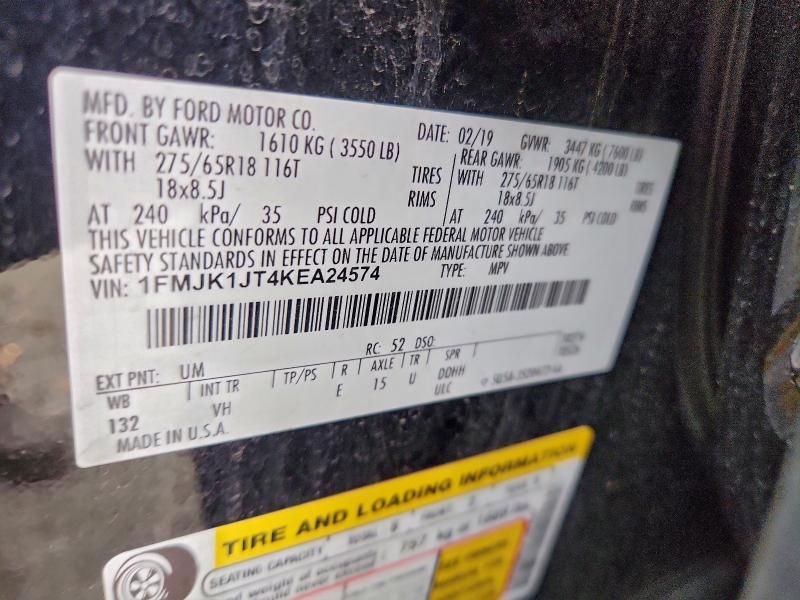 MFD. BY FORD MOTOR CO. DATE: 02/19 GVWR: 3447 KG ( 7600 LB)
FRONT GAWR: 1610 KG ( 3550 LB) REAR GAWR: 1905 KG ( 4200 LB)
WITH 275/65R18 116T TIRES WITH 275/65R18 116T TIRES
18x8.5J RIMS 18x8.5J RIMS
AT 240 kPa/ 35 PSI COLD AT 240 kPa/ 35 PSI COLD
THIS VEHICLE CONFORMS TO ALL APPLICABLE FEDERAL MOTOR VEHICLE
SAFETY STANDARDS IN EFFECT ON THE DATE OF MANUFACTURE SHOWN ABOVE.
VIN: 1FMJK1JT4KEA24574 TYPE: MPV
EXT PNT: UM RC: 52 DSO:
WB INT TR TP/PS R AXLE TR SPR
132 VH E 15 U DDHH
ULC
MADE IN U.S.A.
TIRE AND LOADING INFORMATION
SEATING CAPACITY TOTAL 8